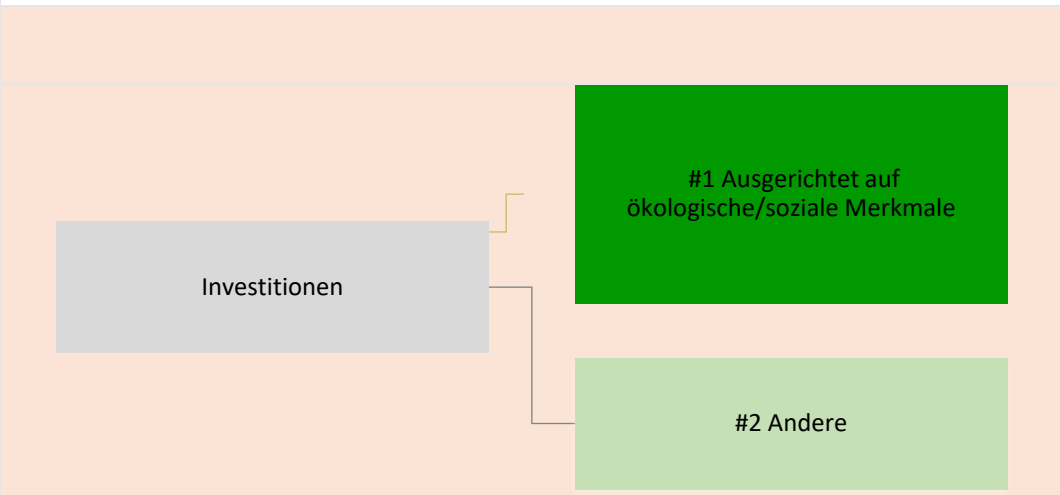 #1 Ausgerichtet auf
ökologische/soziale Merkmale
Investitionen
#2 Andere